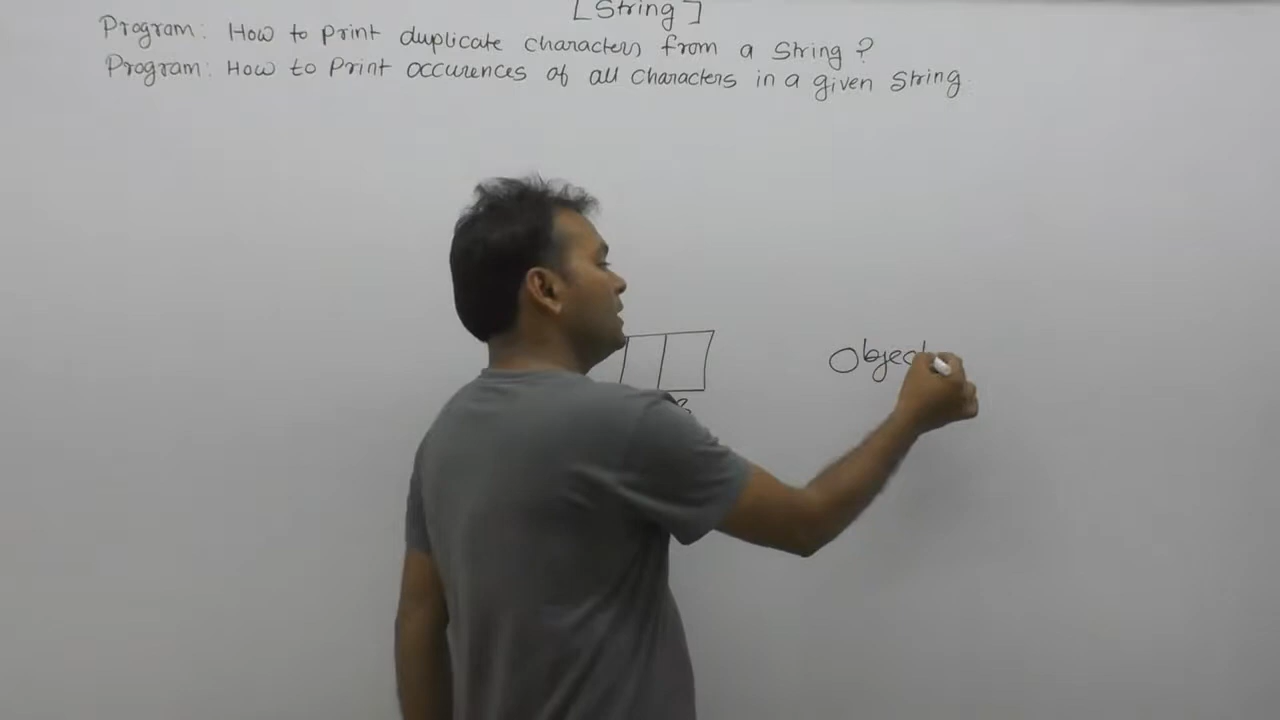 [String]
Program: How to print duplicate characters from a String?
Program: How to Print occurences of all characters in a given String.
Object